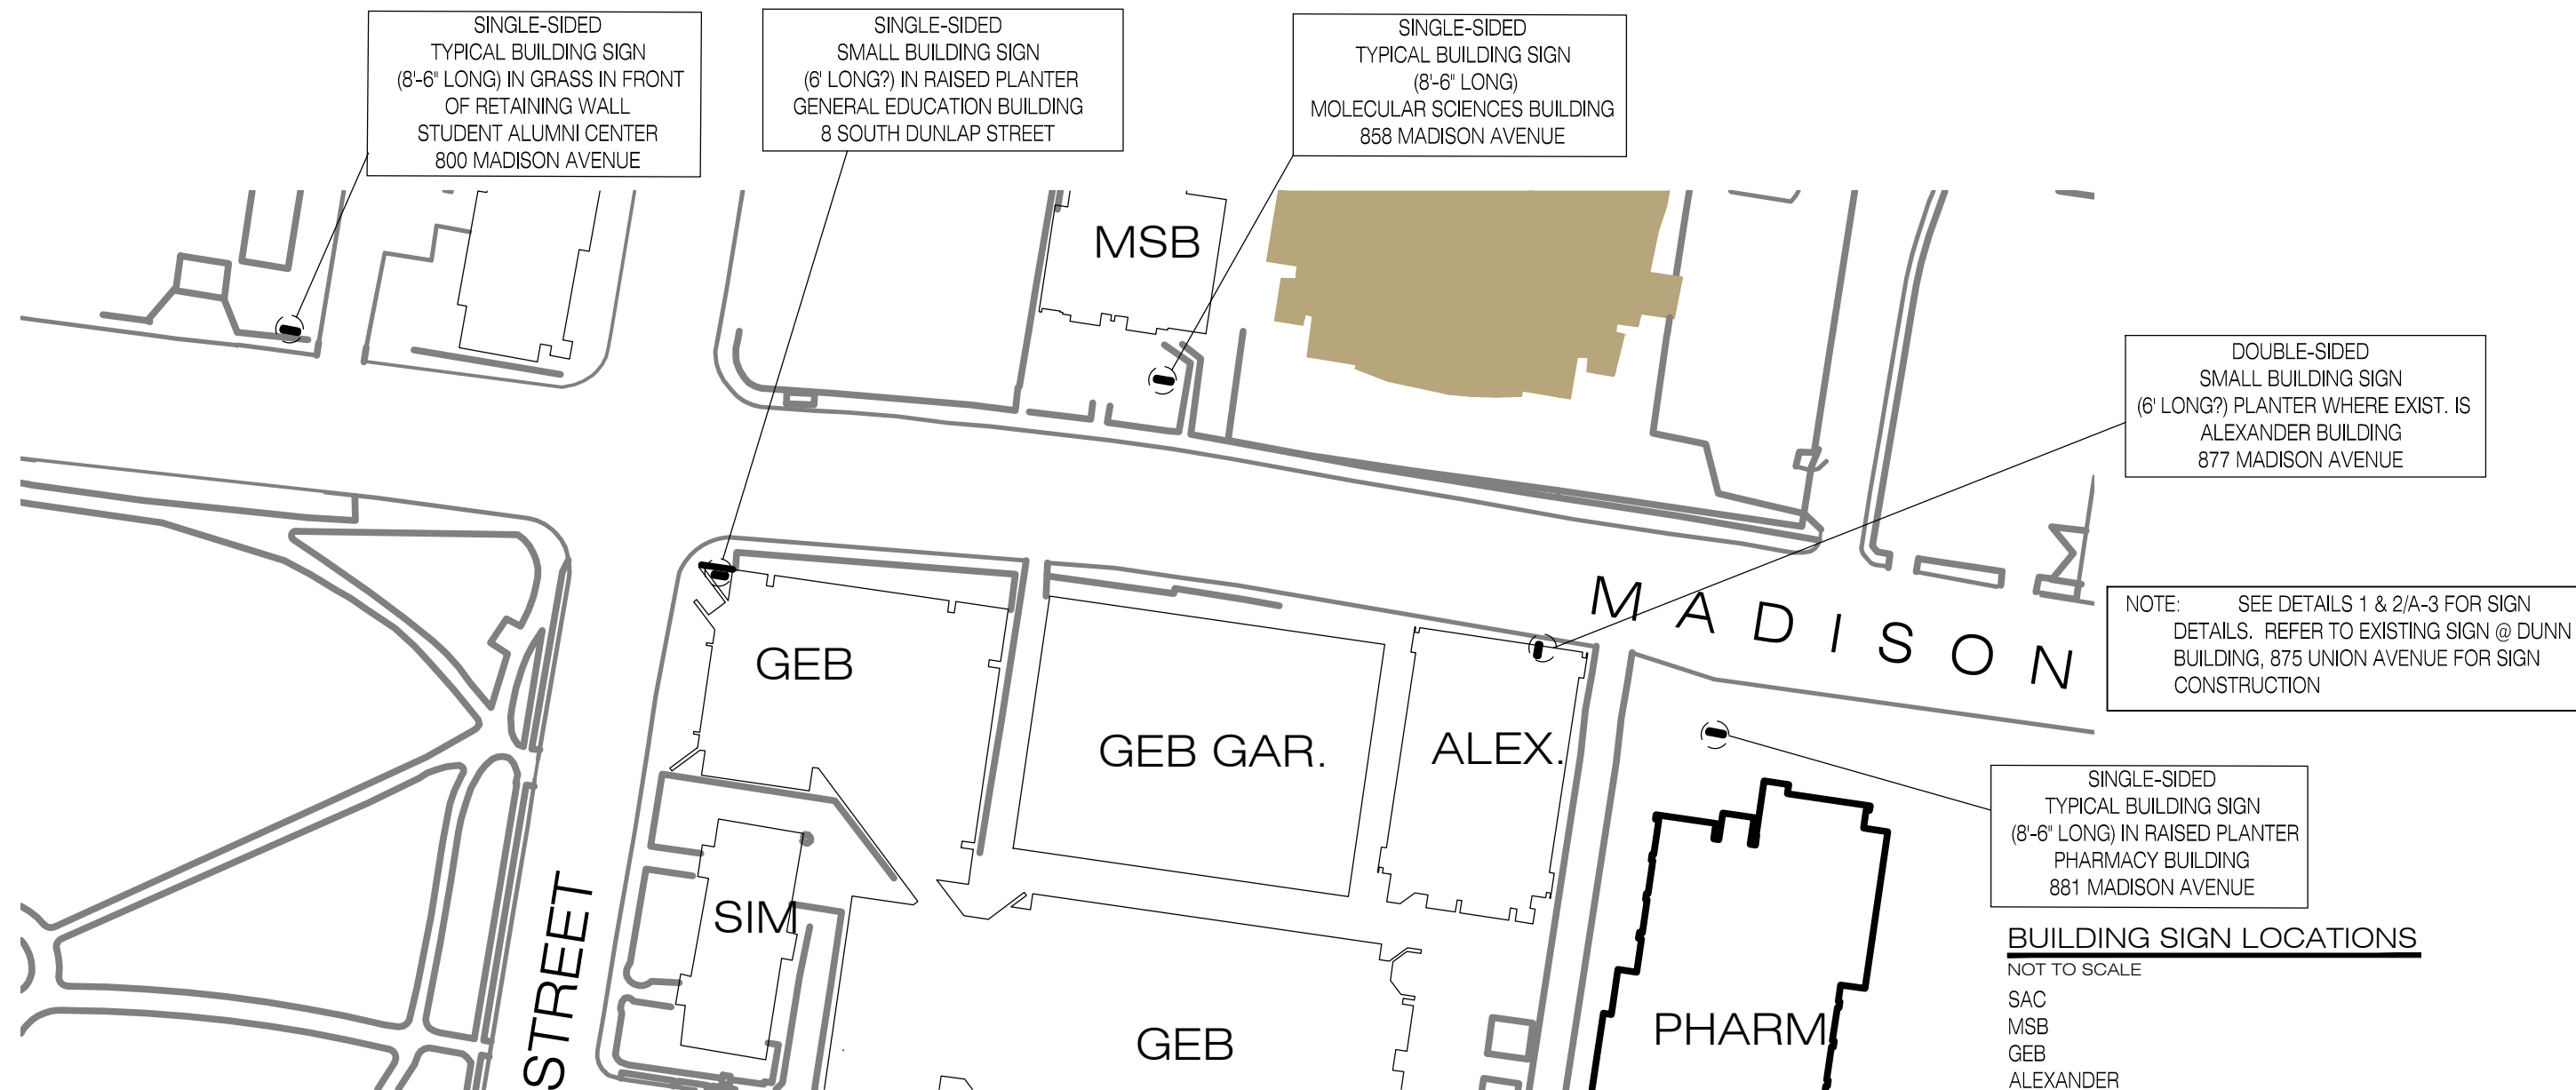 SINGLE-SIDED
TYPICAL BUILDING SIGN
(8'-6" LONG) IN GRASS IN FRONT
OF RETAINING WALL
STUDENT ALUMNI CENTER
800 MADISON AVENUE
SINGLE-SIDED
SMALL BUILDING SIGN
(6' LONG?) IN RAISED PLANTER
GENERAL EDUCATION BUILDING
8 SOUTH DUNLAP STREET
SINGLE-SIDED
TYPICAL BUILDING SIGN
(8'-6" LONG)
MOLECULAR SCIENCES BUILDING
858 MADISON AVENUE
MSB
DOUBLE-SIDED
SMALL BUILDING SIGN
(6' LONG?) PLANTER WHERE EXIST. IS
ALEXANDER BUILDING
877 MADISON AVENUE
MADISON
NOTE: SEE DETAILS 1 & 2/A-3 FOR SIGN
DETAILS. REFER TO EXISTING SIGN @ DUNN
BUILDING, 875 UNION AVENUE FOR SIGN
CONSTRUCTION
GEB
GEB GAR.
ALEX.
SINGLE-SIDED
TYPICAL BUILDING SIGN
(8'-6" LONG) IN RAISED PLANTER
PHARMACY BUILDING
881 MADISON AVENUE
SIM
STREET
GEB
PHARM
BUILDING SIGN LOCATIONS
NOT TO SCALE
SAC
MSB
GEB
ALEXANDER